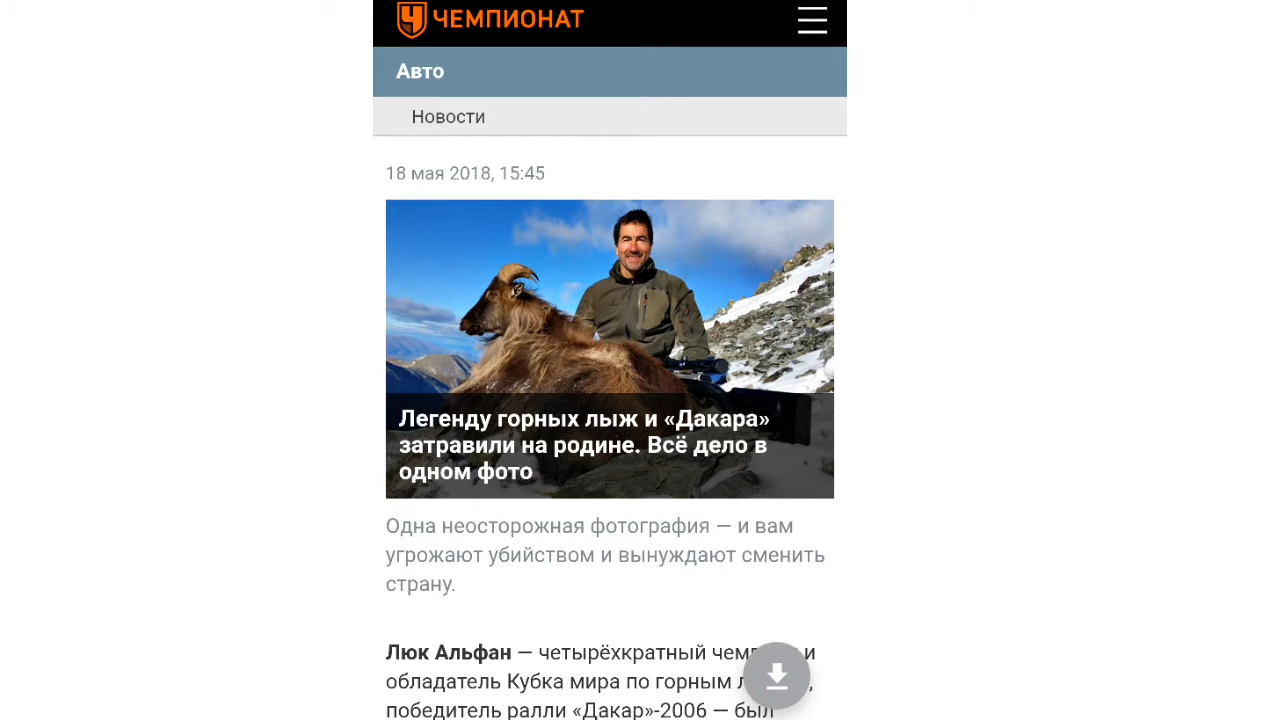 ЧЕМПИОНАТ
Авто
Новости
18 мая 2018, 15:45
Легенду горных лыж и «Дакара»
затравили на родине. Всё дело в
одном фото
Одна неосторожная фотография — и вам
угрожают убийством и вынуждают сменить
страну.
Люк Альфан — четырёхкратный и
обладатель Кубка мира по горным
победитель ралли «Дакар»-2006 — был